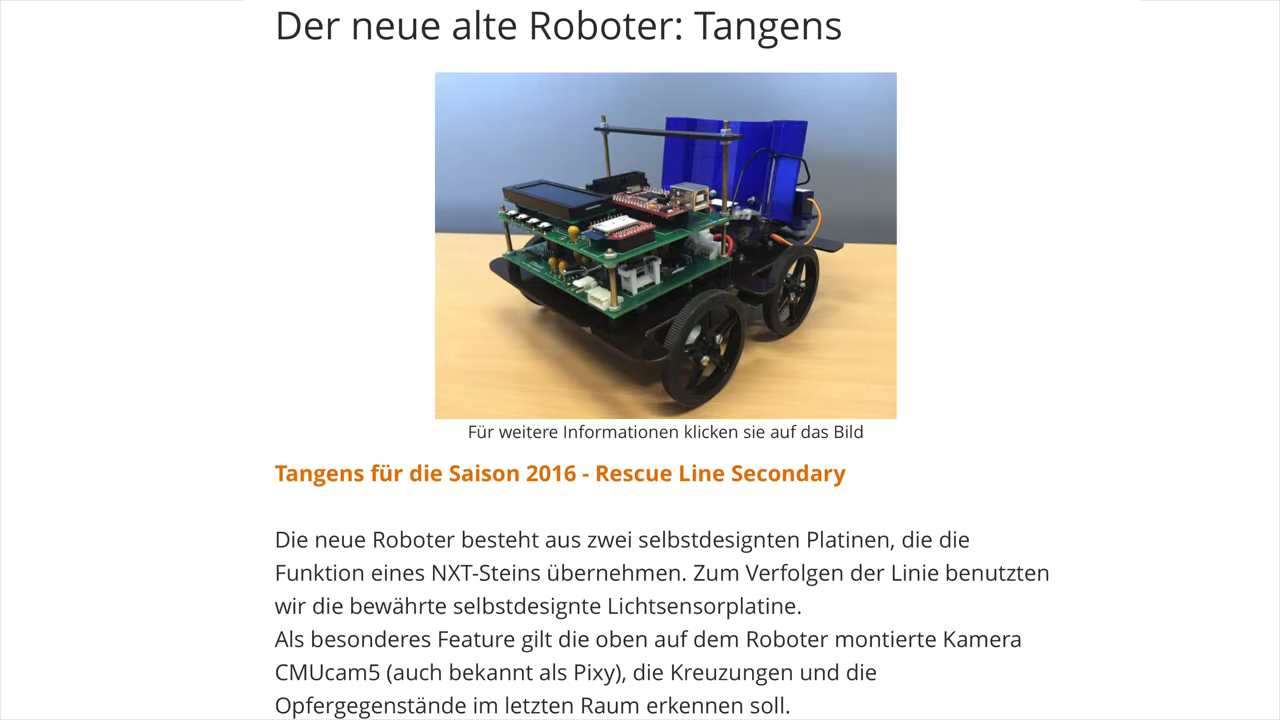 Der neue alte Roboter: Tangens
Für weitere Informationen klicken sie auf das Bild
Tangens für die Saison 2016 - Rescue Line Secondary
Die neue Roboter besteht aus zwei selbstdesignten Platinen, die die
Funktion eines NXT-Steins übernehmen. Zum Verfolgen der Linie benutzten
wir die bewährte selbstdesignte Lichtsensorplatine.
Als besonderes Feature gilt die oben auf dem Roboter montierte Kamera
CMUcam5 (auch bekannt als Pixy), die Kreuzungen und die
Opfergegenstände im letzten Raum erkennen soll.